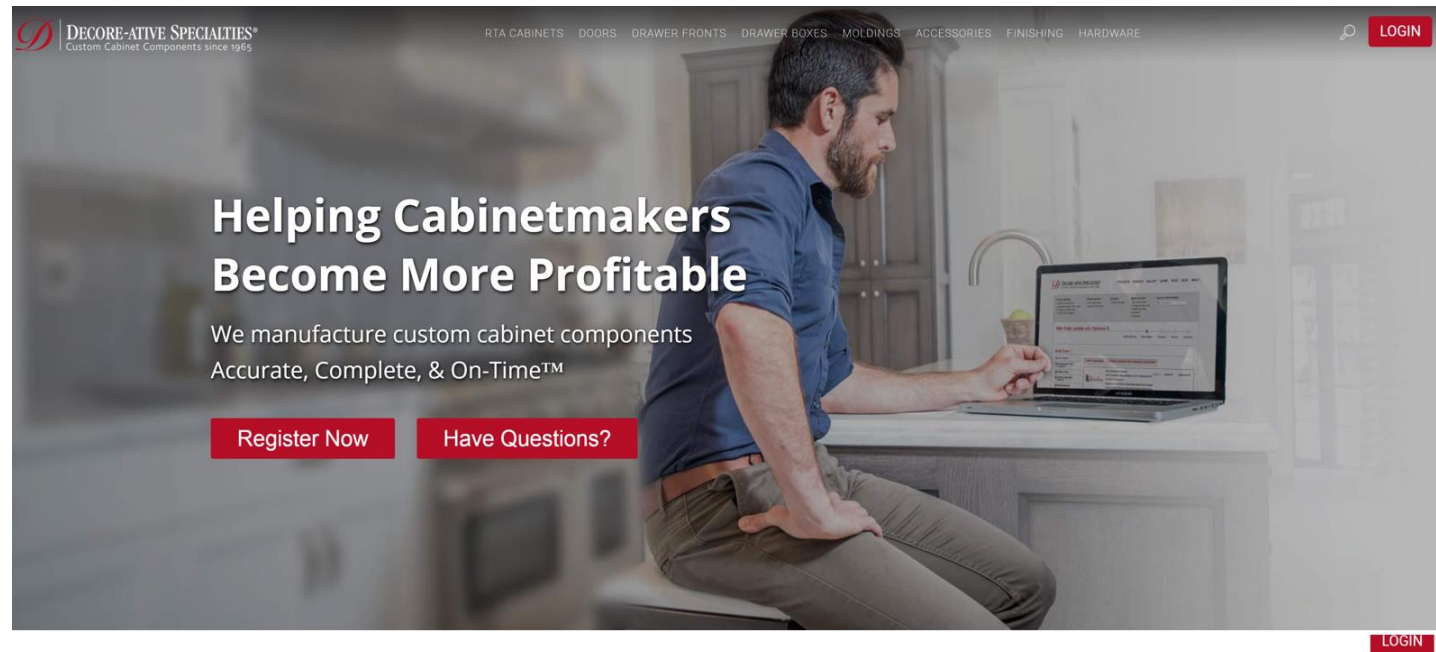 DECORE-ATIVE SPECIALTIES®
Custom Cabinet Components since 1965
RTA CABINETS DOORS DRAWER FRONTS DRAWER BOXES MOLDINGS ACCESSORIES FINISHING HARDWARE
LOGIN
Helping Cabinetmakers
Become More Profitable
We manufacture custom cabinet components
Accurate, Complete, & On-Time™
Register Now
Have Questions?
LOGIN